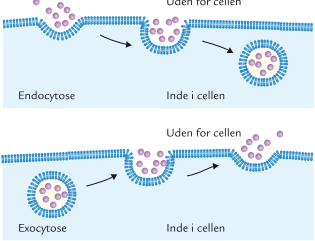 Uden for cellen
Endocytose
Inde i cellen
Uden for cellen
Exocytose
Inde i cellen